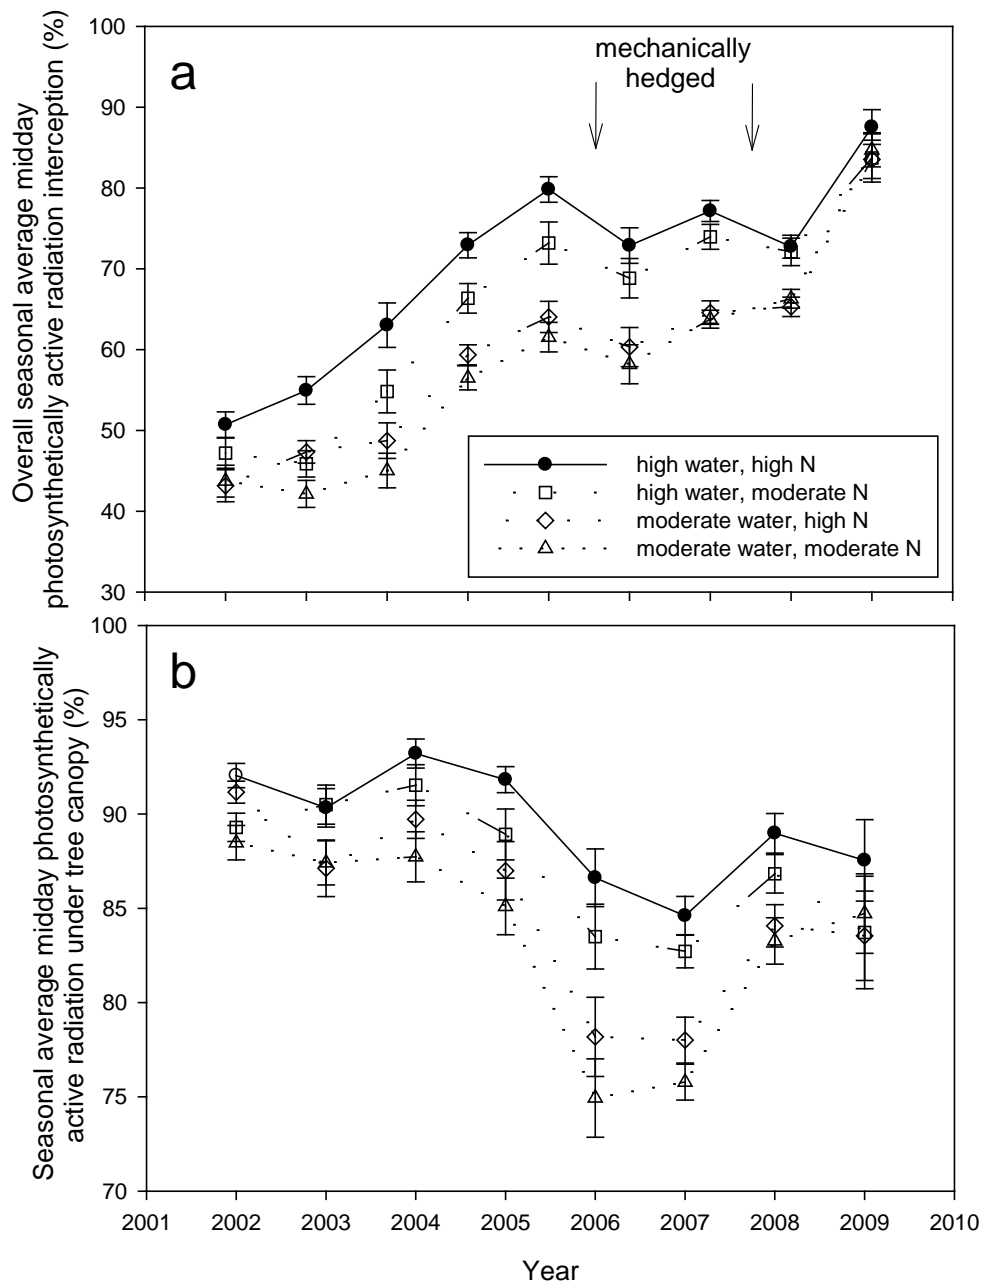 Overall seasonal average midday
photosynthetically active radiation interception (%)
100
90
80
70
60
50
40
30
a
mechanically
hedged
high water, high N
high water, moderate N
moderate water, high N
moderate water, moderate N
Seasonal average midday photosynthetically
active radiation under tree canopy (%)
100
95
90
85
80
75
70
b
2001 2002 2003 2004 2005 2006 2007 2008 2009 2010
Year